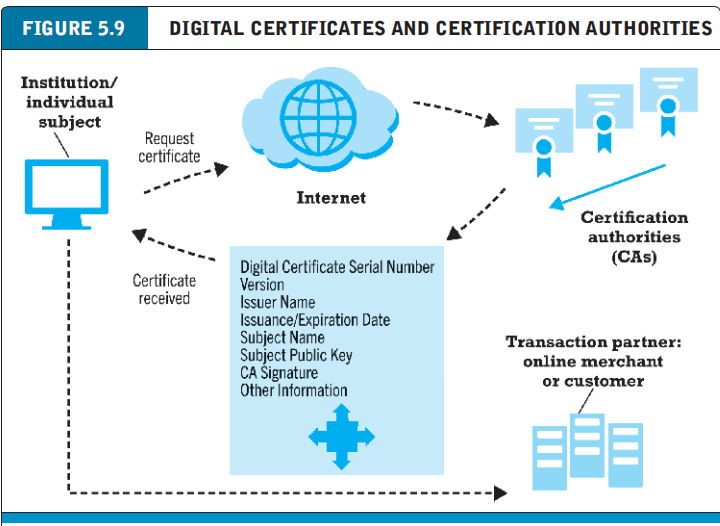 FIGURE 5.9
DIGITAL CERTIFICATES AND CERTIFICATION AUTHORITIES
Institution/
individual
subject
Request
certificate
Internet
Certification
authorities
(CAs)
Certificate
received
Digital Certificate Serial Number
Version
Issuer Name
Issuance/Expiration Date
Subject Name
Subject Public Key
CA Signature
Other Information
Transaction partner:
online merchant
or customer